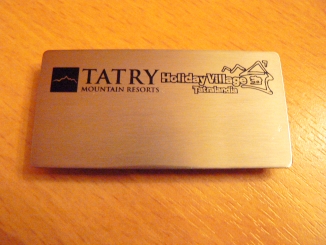 TATRY
MOUNTAIN RESORTS
Holiday Village
Tatralandia